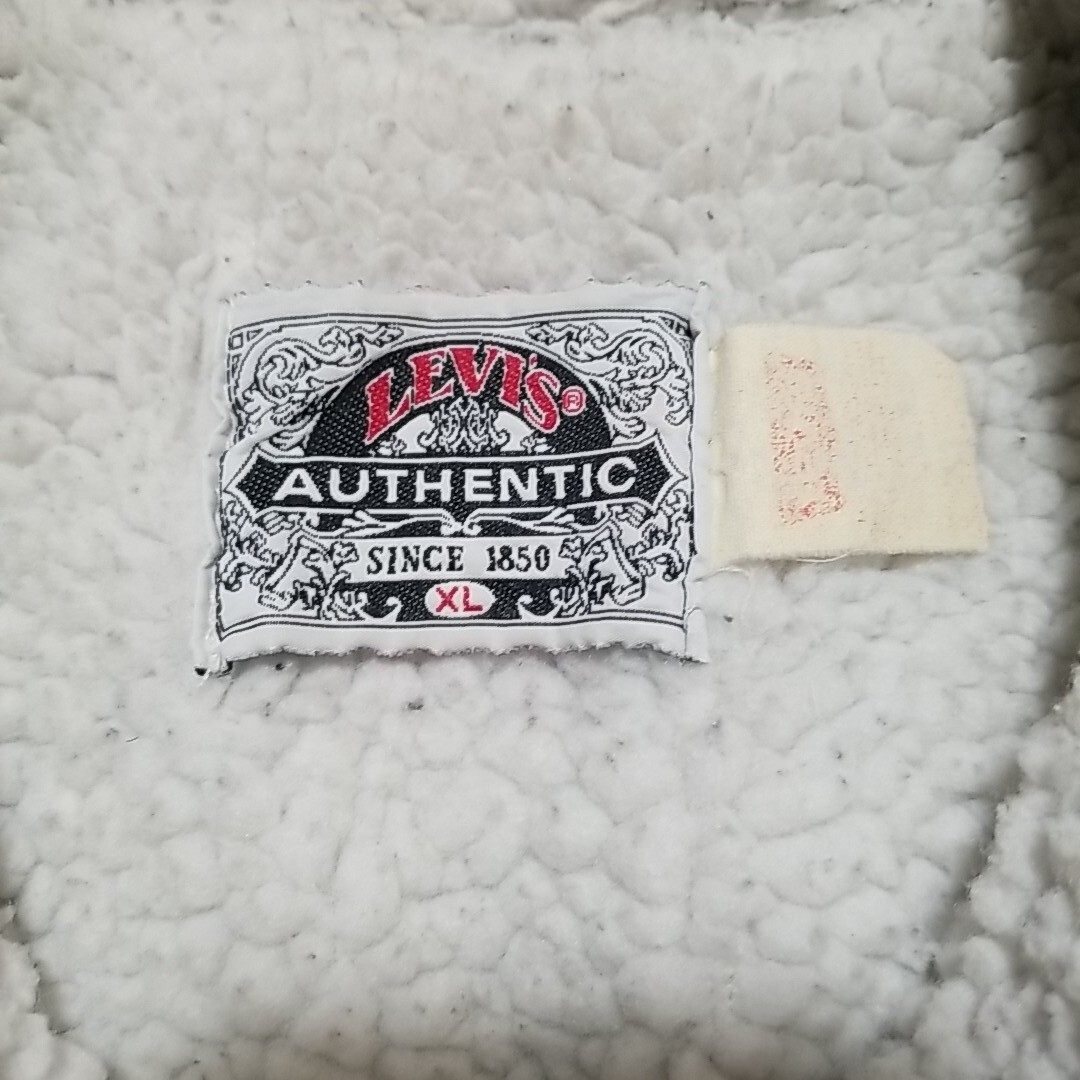 LEVI'S®
AUTHENTIC
SINCE 1850
XL